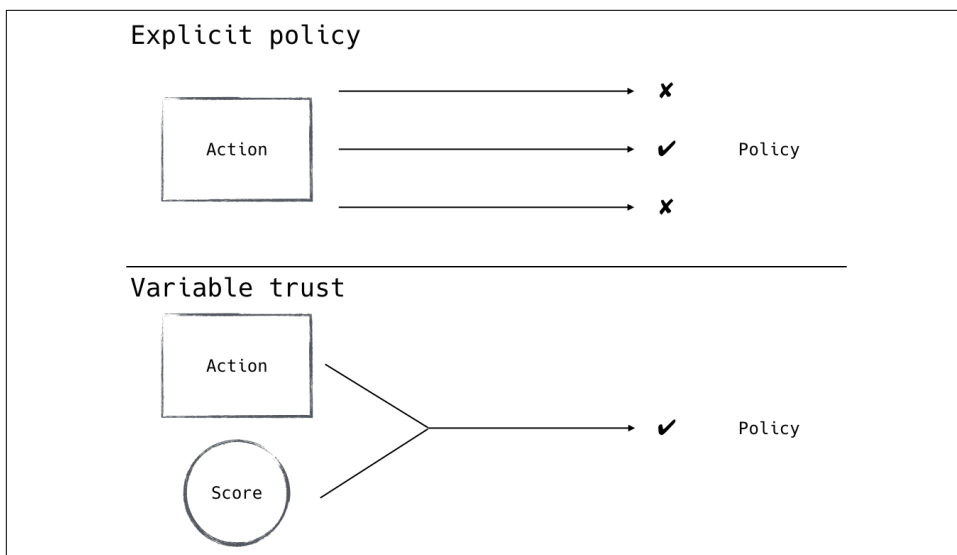 Explicit policy
✘
Action
✔ Policy
✘
Variable trust
Action
✔ Policy
Score